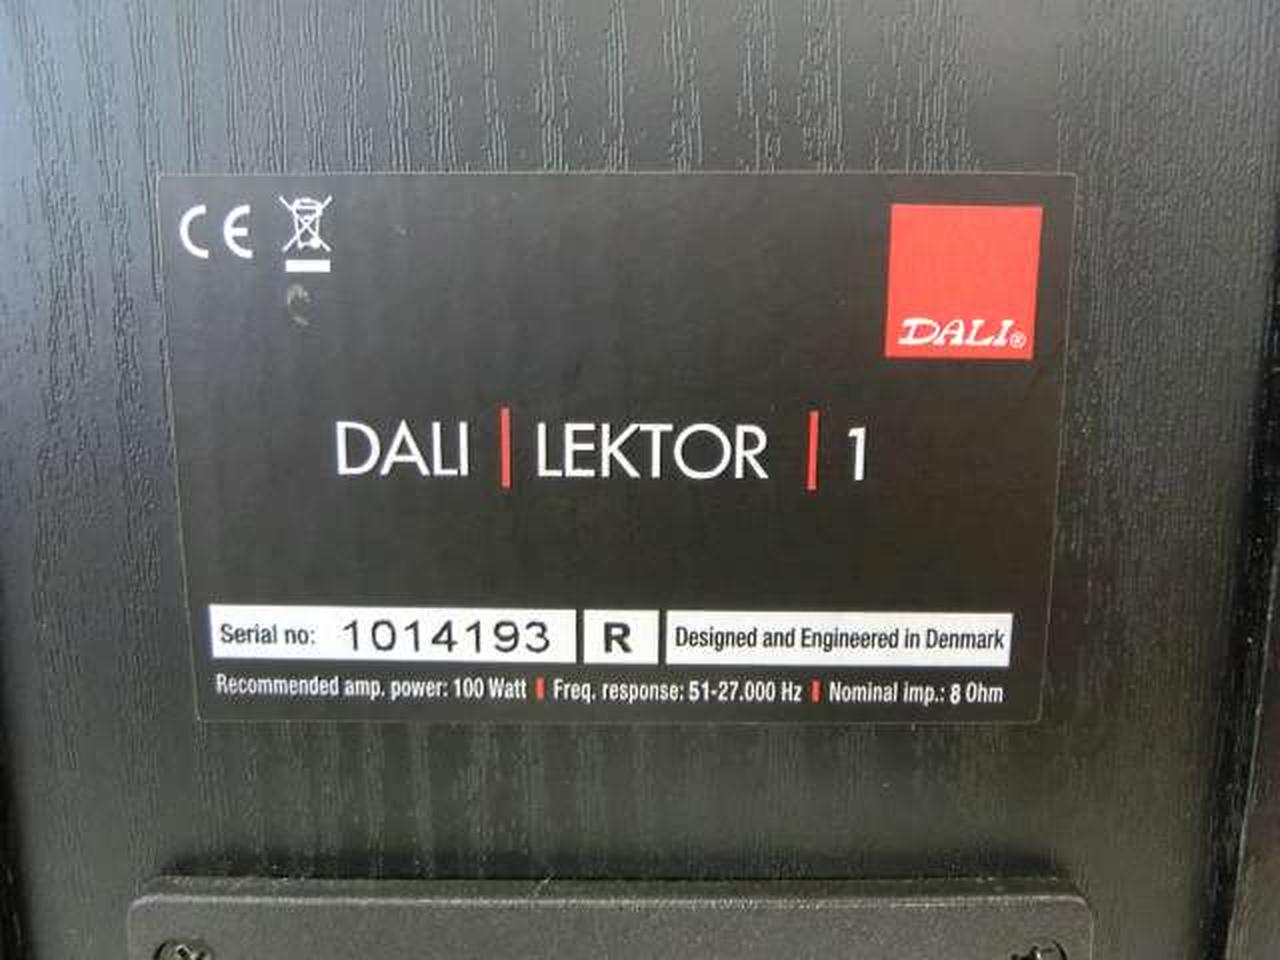 CE
DALI®
DALI | LEKTOR | 1
Serial no: 1014193 R Designed and Engineered in Denmark
Recommended amp. power: 100 Watt | Freq. response: 51-27.000 Hz | Nominal imp.: 8 Ohm